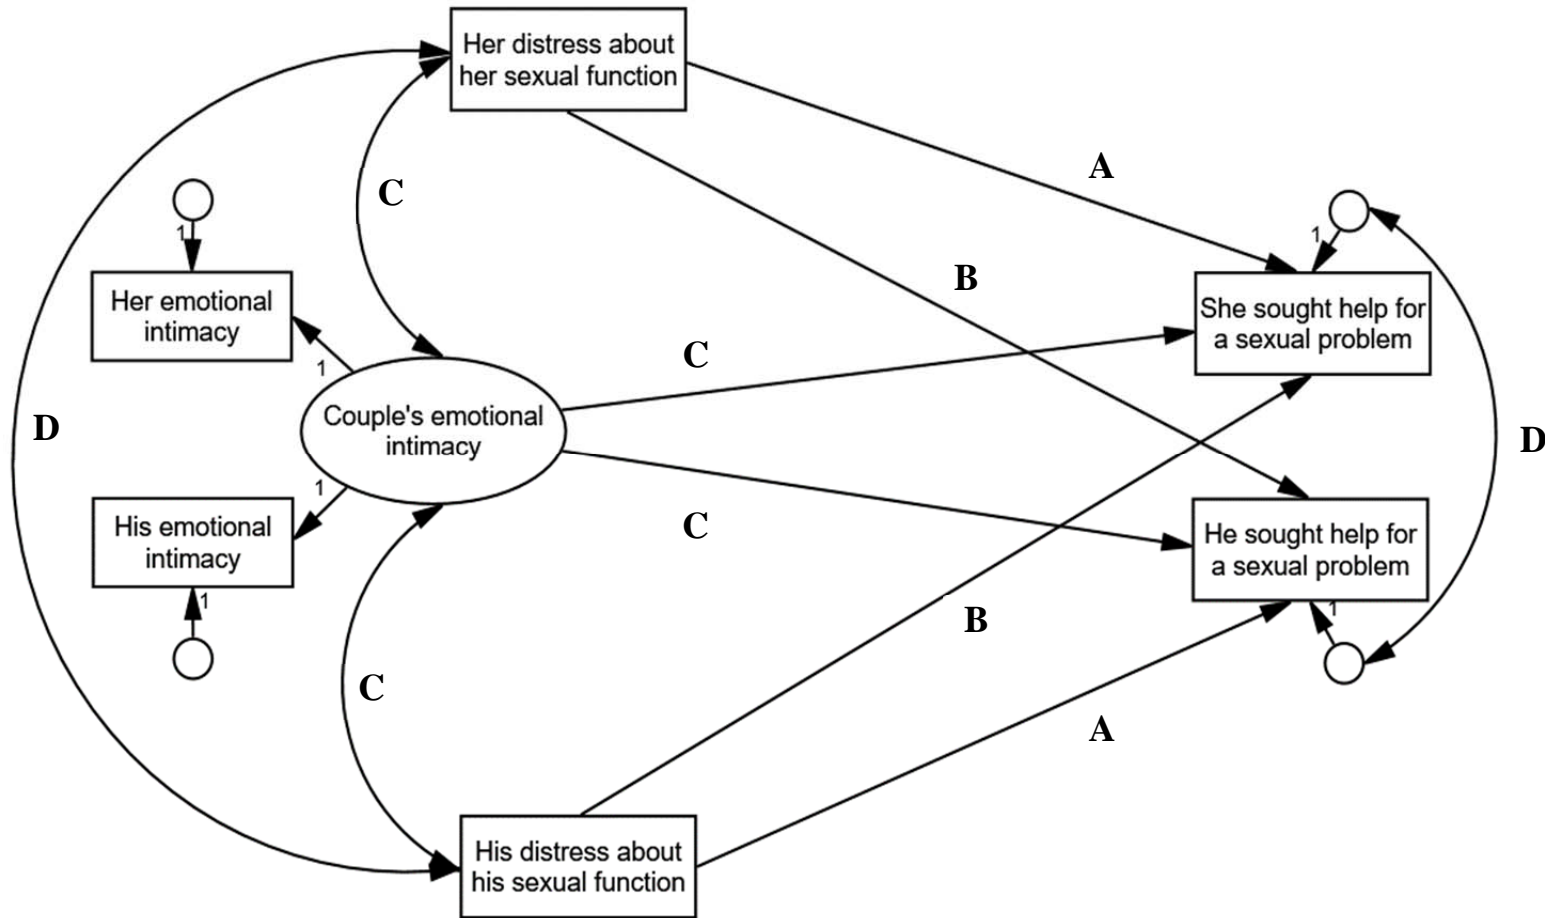 Her distress about
her sexual function
A
C
1
1
B
Her emotional
intimacy
She sought help for
a sexual problem
1
C
Couple's emotional
intimacy
D
D
1
His emotional
intimacy
C
He sought help for
a sexual problem
1
1
B
C
A
His distress about
his sexual function